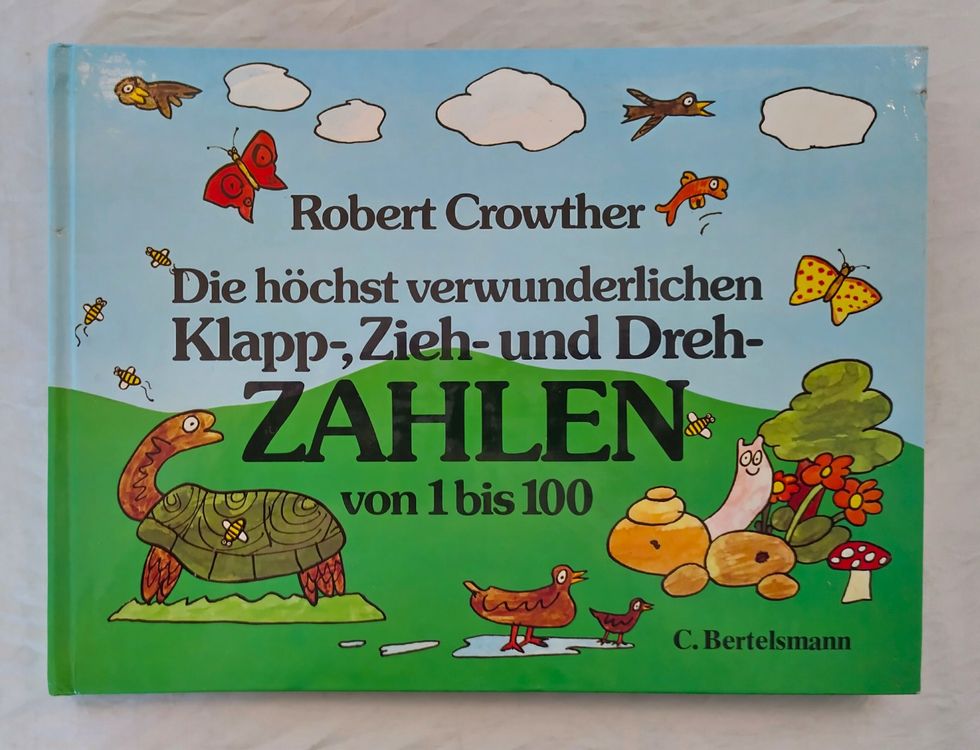 Robert Crowther
Die höchst verwunderlichen
Klapp-, Zieh- und Dreh-
ZAHLEN
von 1 bis 100
C. Bertelsmann